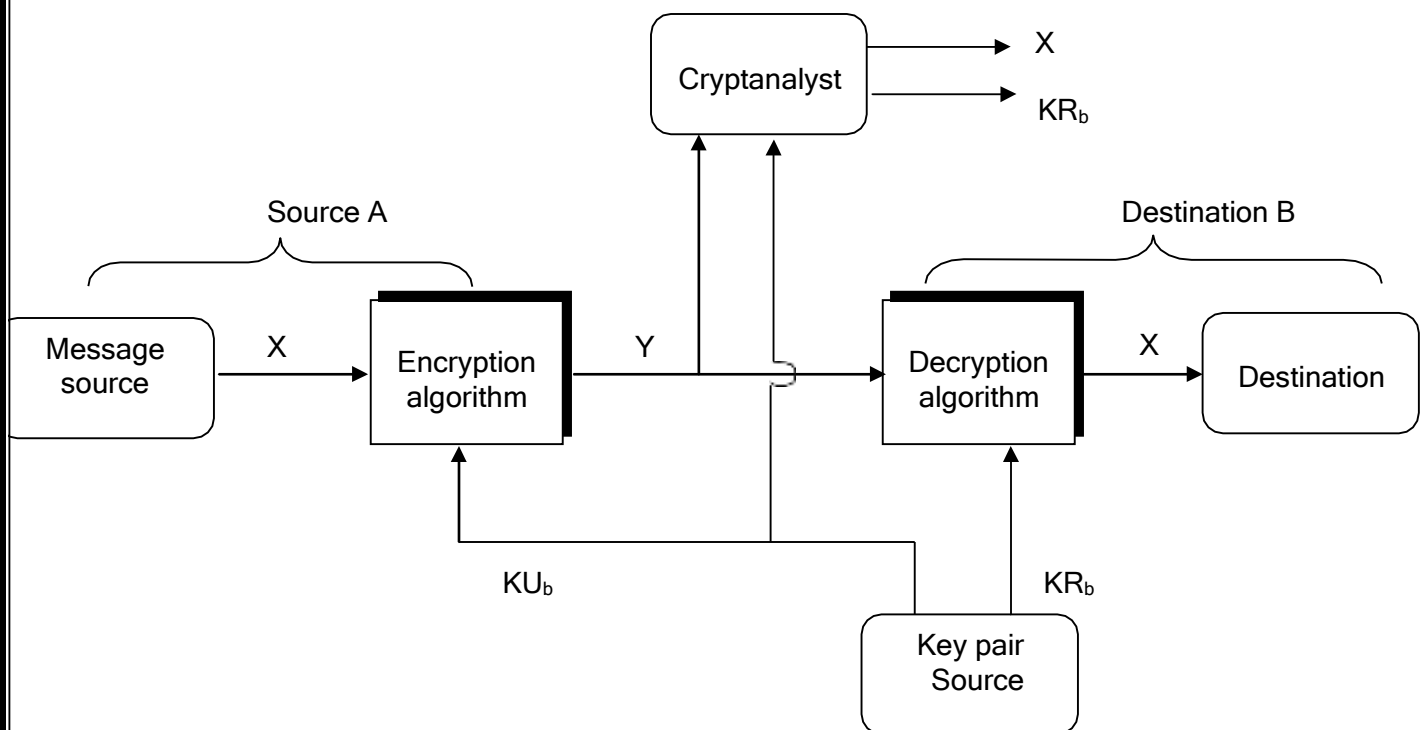 Cryptanalyst
X
KRb
Source A
Destination B
Message
source
X
Encryption
algorithm
Y
Decryption
algorithm
X
Destination
KUb
KRb
Key pair
Source